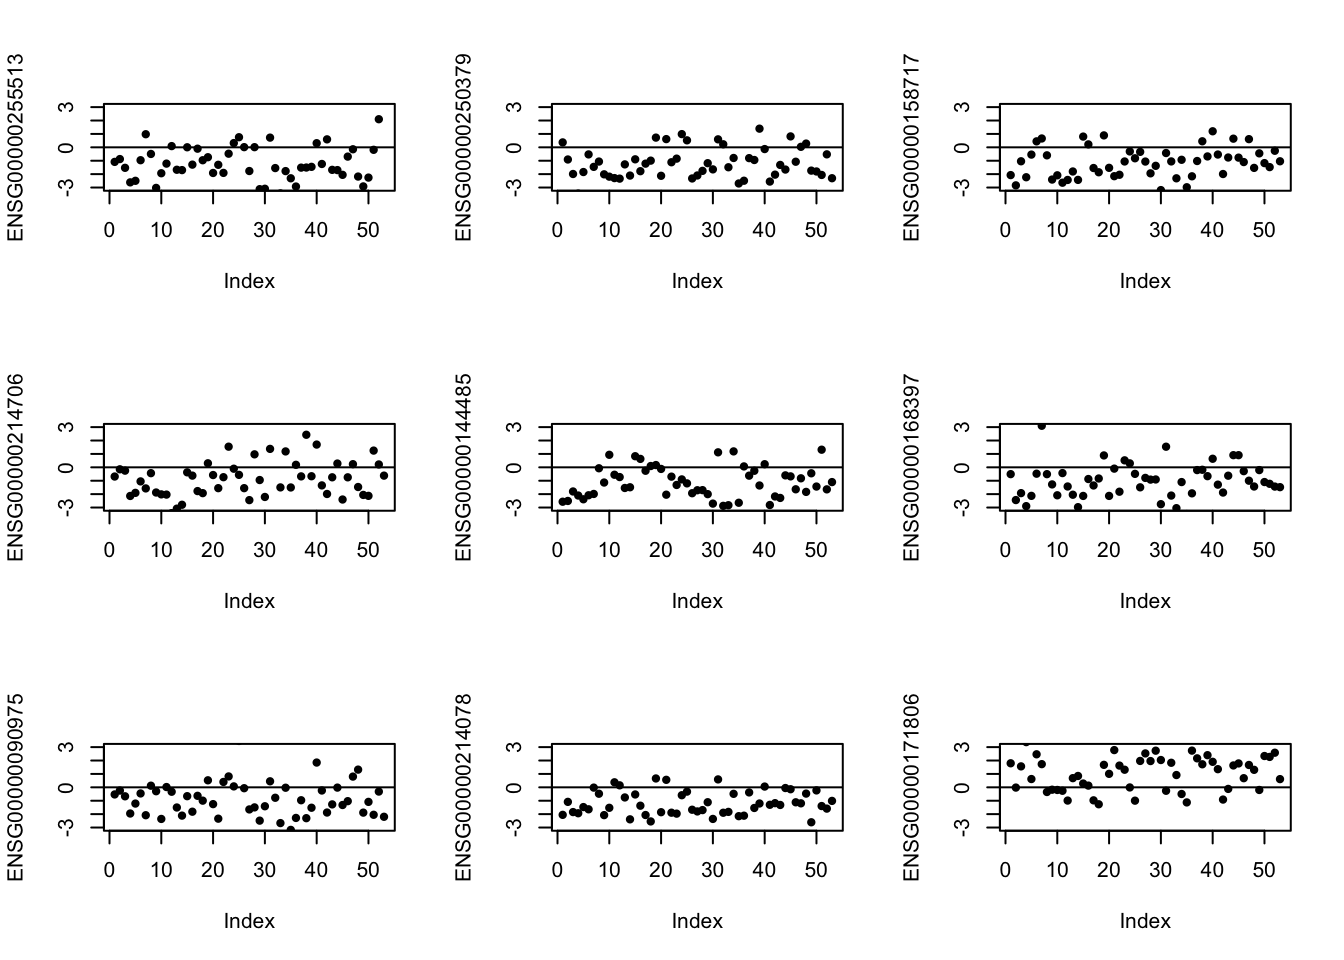 ENSG00000255513
3
0
-3
0 10 20 30 40 50
Index
ENSG00000250379
3
0
-3
0 10 20 30 40 50
Index
ENSG00000158717
3
0
-3
0 10 20 30 40 50
Index
ENSG00000214706
3
0
-3
0 10 20 30 40 50
Index
ENSG00000144485
3
0
-3
0 10 20 30 40 50
Index
ENSG00000168397
3
0
-3
0 10 20 30 40 50
Index
ENSG00000090975
3
0
-3
0 10 20 30 40 50
Index
ENSG00000214078
3
0
-3
0 10 20 30 40 50
Index
ENSG00000171806
3
0
-3
0 10 20 30 40 50
Index